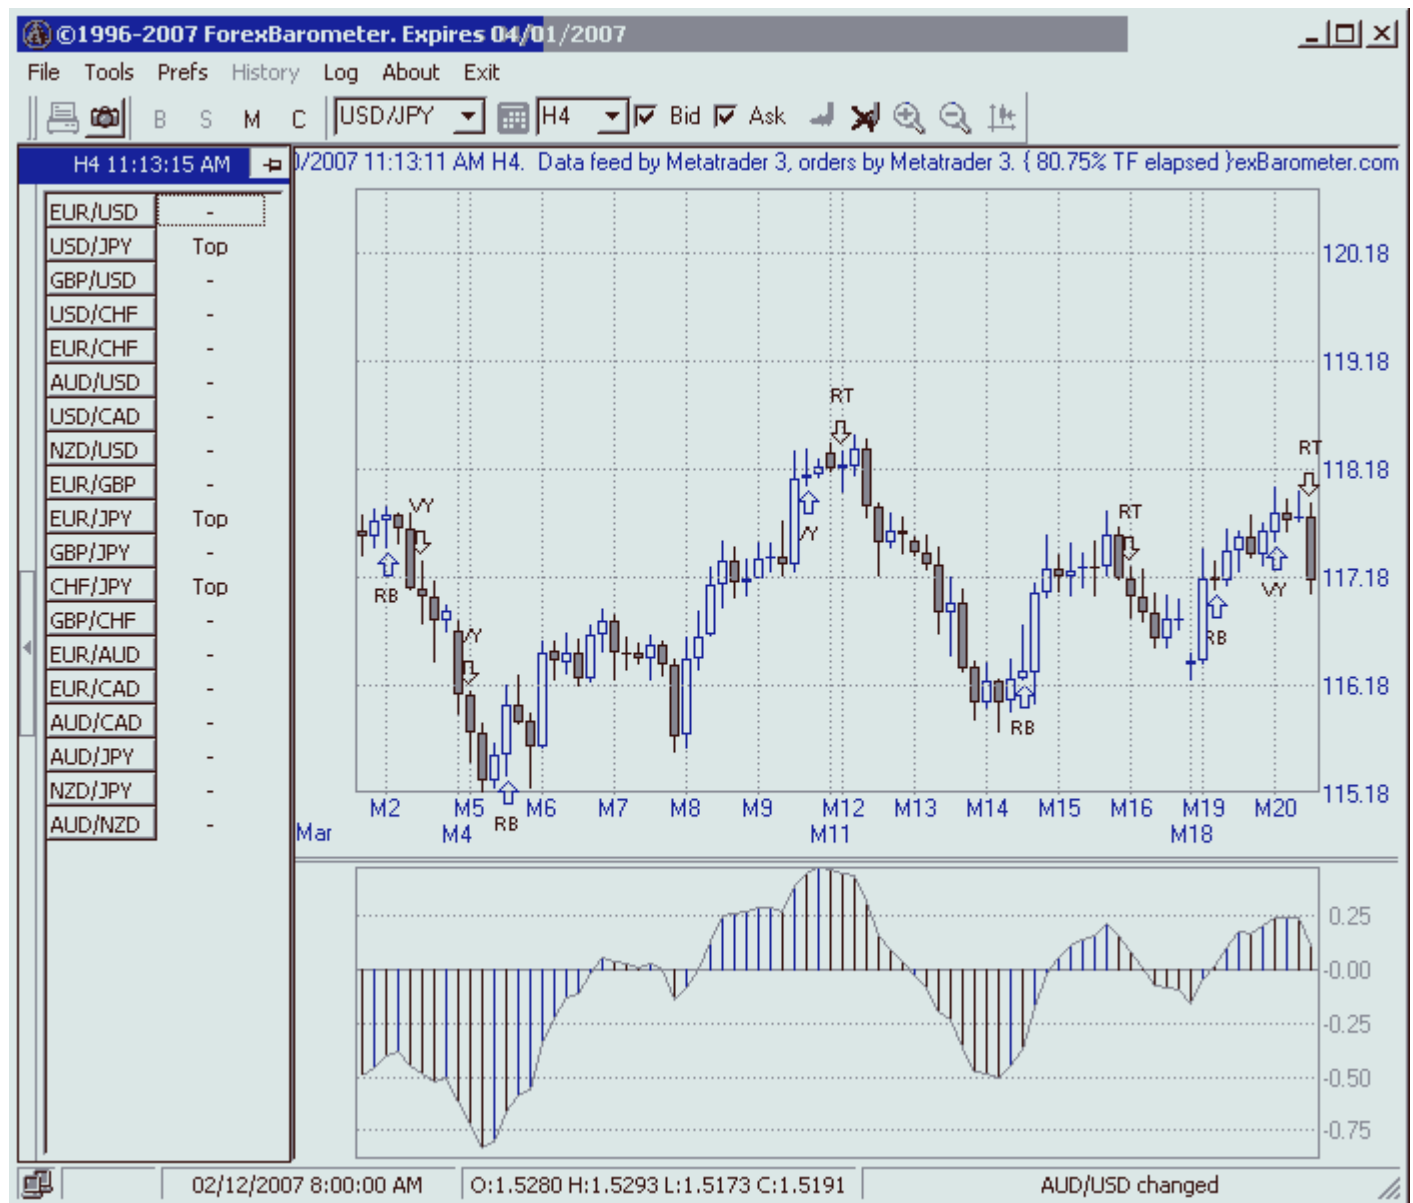 ©1996-2007 ForexBarometer. Expires 04/01/2007
File Tools Prefs History Log About Exit
B S M C USD/JPY H4 Bid Ask
H4 11:13:15 AM
0/2007 11:13:11 AM H4. Data feed by Metatrader 3, orders by Metatrader 3. { 80.75% TF elapsed }exBarometer.com
EUR/USD -
USD/JPY Top
GBP/USD -
USD/CHF -
EUR/CHF -
AUD/USD -
USD/CAD -
NZD/USD -
EUR/GBP -
EUR/JPY Top
GBP/JPY -
CHF/JPY Top
GBP/CHF -
EUR/AUD -
EUR/CAD -
AUD/CAD -
AUD/JPY -
NZD/JPY -
AUD/NZD -
120.18
119.18
RT
RT
118.18
VY
RT
117.18
RB
VY
RB
116.18
RB
115.18
RB
M2 M5 M6 M7 M8 M9 M12 M13 M14 M15 M16 M19 M20
Mar M4 M11 M18
0.25
-0.00
-0.25
-0.50
-0.75
02/12/2007 8:00:00 AM O:1.5280 H:1.5293 L:1.5173 C:1.5191 AUD/USD changed